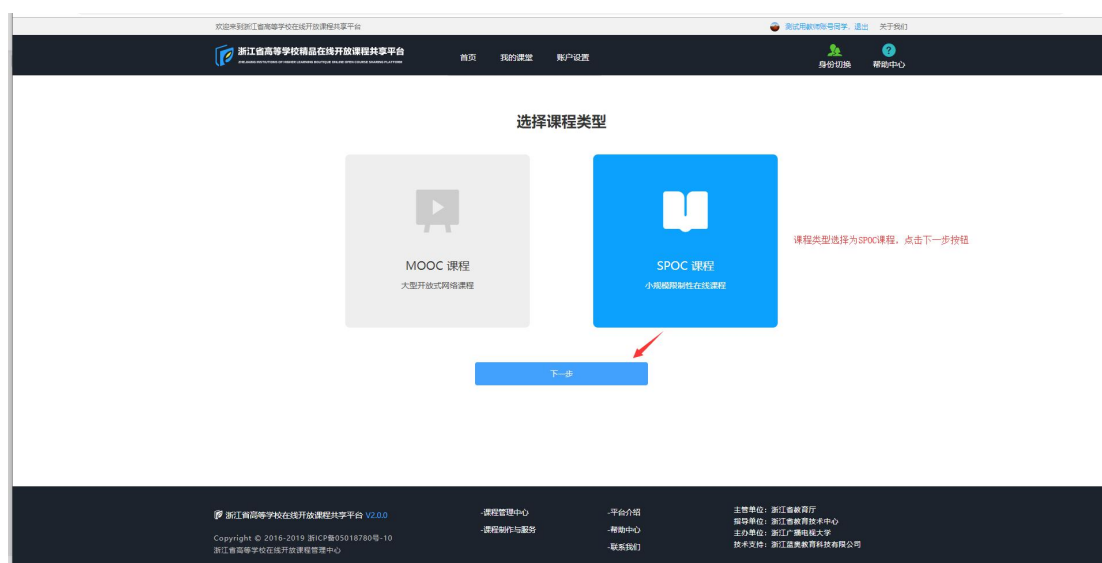 欢迎来到浙江省高等学校在线开放课程共享平台
测试用教师账号同学，退出 关于我们
浙江省高等学校精品在线开放课程共享平台
首页 我的课堂 账户设置
身份切换 帮助中心
选择课程类型
MOOC 课程
大型开放式网络课程
SPOC 课程
小规模限制性在线课程
课程类型选择为SPOC课程，点击下一步按钮
下一步
浙江省高等学校在线开放课程共享平台 V2.0.0
Copyright © 2016-2019 浙ICP备05018780号-10
浙江省高等学校在线开放课程管理中心
-课程管理中心
-课程制作与服务
-平台介绍
-帮助中心
-联系我们
主管单位：浙江省教育厅
指导单位：浙江省教育技术中心
主办单位：浙江广播电视大学
技术支持：浙江蓝奥教育科技有限公司